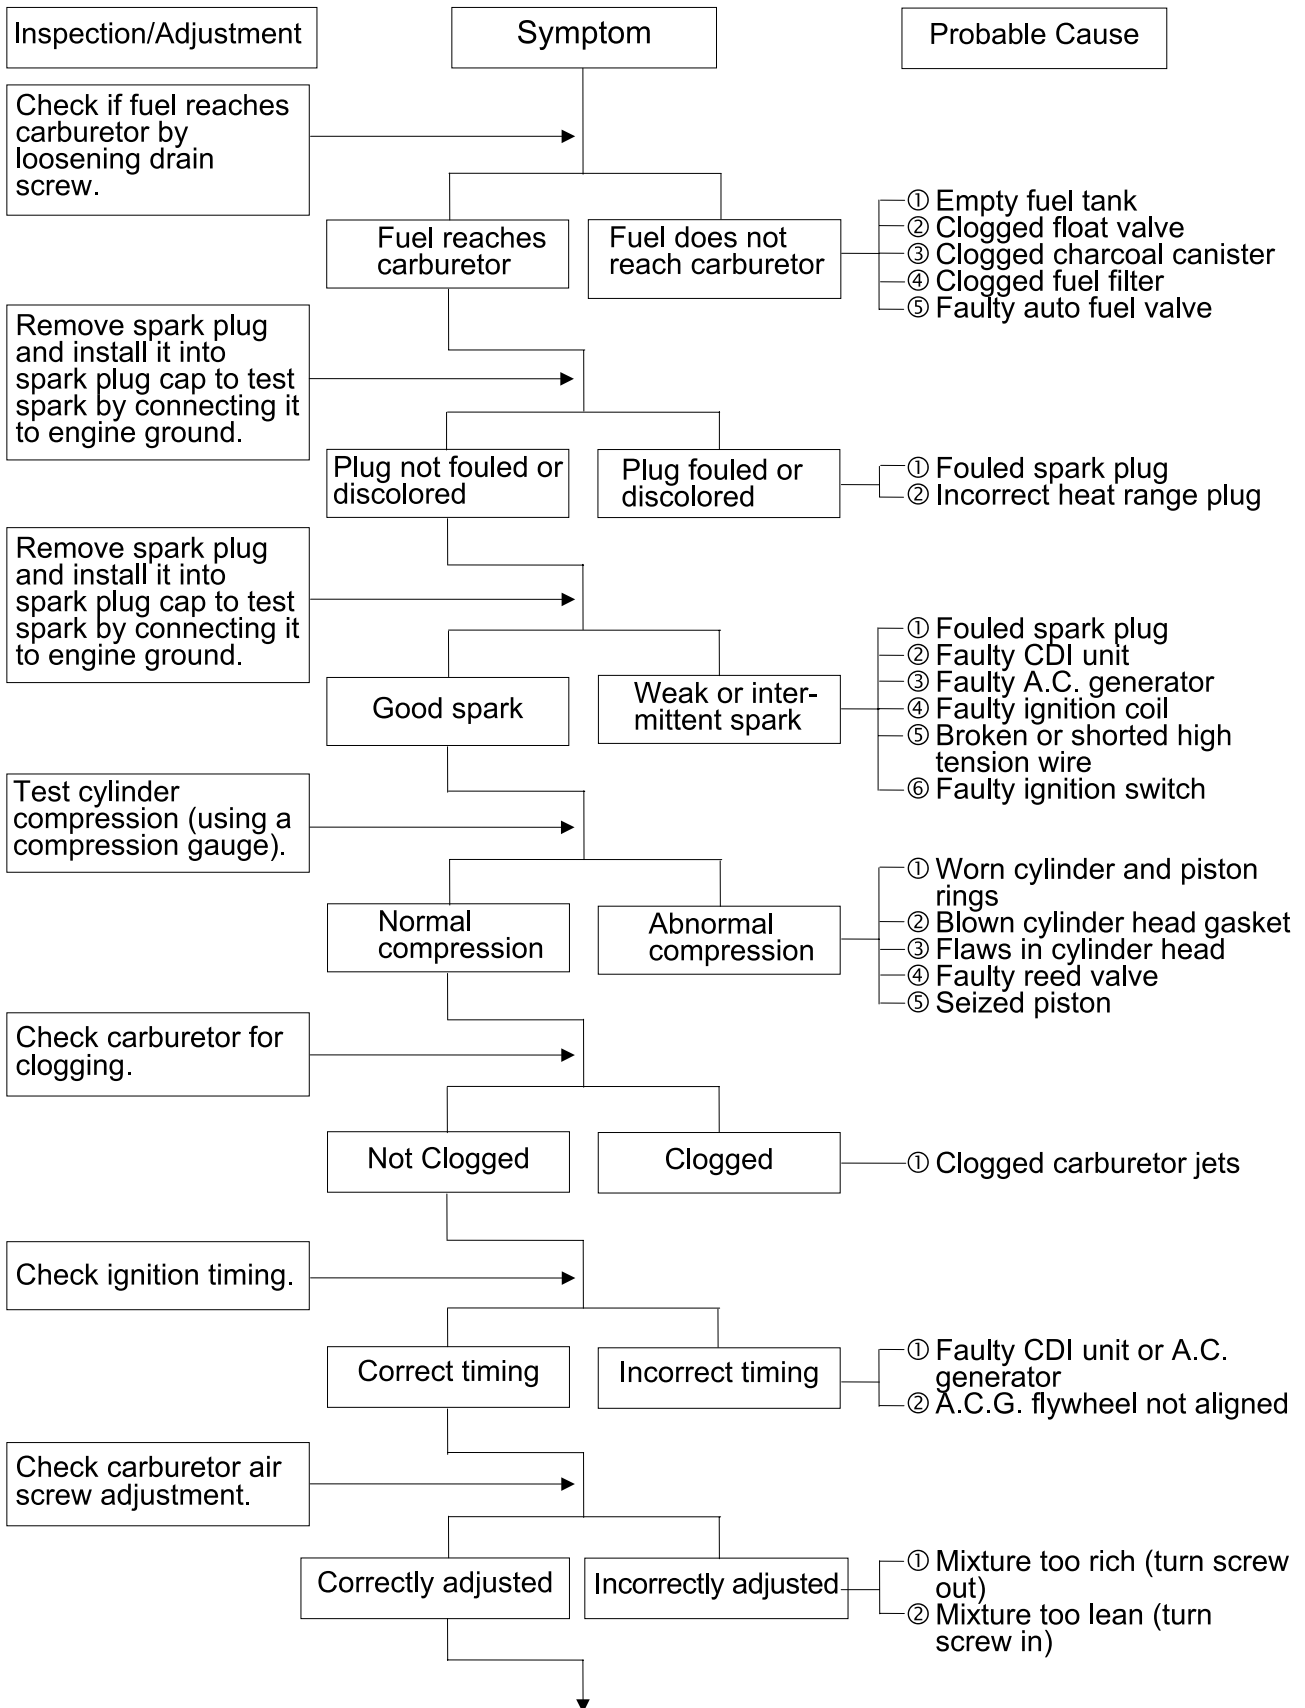 Inspection/Adjustment
Symptom
Probable Cause
Check if fuel reaches
carburetor by
loosening drain
screw.
Fuel reaches
carburetor
Fuel does not
reach carburetor
① Empty fuel tank
② Clogged float valve
③ Clogged charcoal canister
④ Clogged fuel filter
⑤ Faulty auto fuel valve
Remove spark plug
and install it into
spark plug cap to test
spark by connecting it
to engine ground.
Plug not fouled or
discolored
Plug fouled or
discolored
① Fouled spark plug
② Incorrect heat range plug
Remove spark plug
and install it into
spark plug cap to test
spark by connecting it
to engine ground.
Good spark
Weak or inter-
mittent spark
① Fouled spark plug
② Faulty CDI unit
③ Faulty A.C. generator
④ Faulty ignition coil
⑤ Broken or shorted high
tension wire
⑥ Faulty ignition switch
Test cylinder
compression (using a
compression gauge).
Normal
compression
Abnormal
compression
① Worn cylinder and piston
rings
② Blown cylinder head gasket
③ Flaws in cylinder head
④ Faulty reed valve
⑤ Seized piston
Check carburetor for
clogging.
Not Clogged
Clogged
① Clogged carburetor jets
Check ignition timing.
Correct timing
Incorrect timing
① Faulty CDI unit or A.C.
generator
② A.C.G. flywheel not aligned
Check carburetor air
screw adjustment.
Correctly adjusted
Incorrectly adjusted
① Mixture too rich (turn screw
out)
② Mixture too lean (turn
screw in)